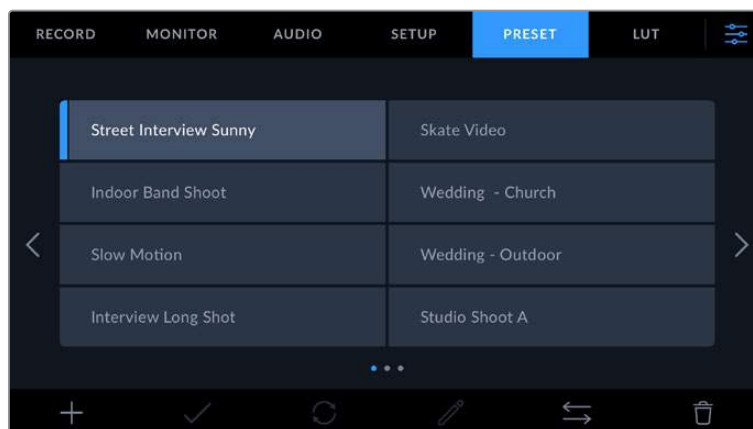 RECORD MONITOR AUDIO SETUP PRESET LUT
Street Interview Sunny Skate Video
Indoor Band Shoot Wedding - Church
Slow Motion Wedding - Outdoor
Interview Long Shot Studio Shoot A